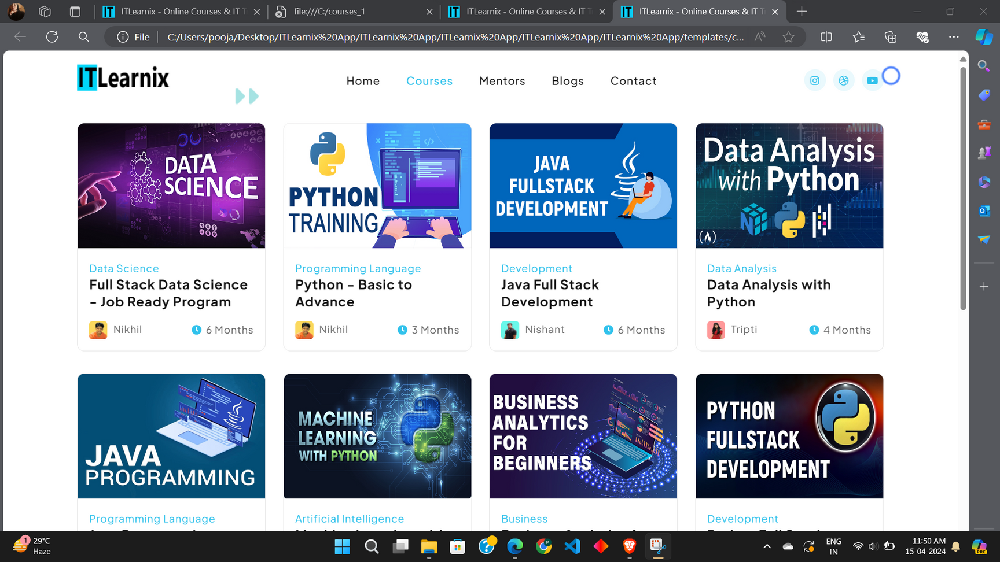 ITLearnix - Online Courses & IT T
file:///C:/courses_1
ITLearnix - Online Courses & IT T
ITLearnix - Online Courses & IT T
File
C:/Users/pooja/Desktop/ITLearnix%20App/ITLearnix%20App/ITLearnix%20App/ITLearnix%20App/ITLearnix%20App/templates/c...
ITLearnix
Home
Courses
Mentors
Blogs
Contact
DATA
SCIENCE
PYTHON
TRAINING
JAVA
FULLSTACK
DEVELOPMENT
Data Analysis
with Python
Data Science
Full Stack Data Science
- Job Ready Program
Nikhil
6 Months
Programming Language
Python - Basic to
Advance
Nikhil
3 Months
Development
Java Full Stack
Development
Nishant
6 Months
Data Analysis
Data Analysis with
Python
Tripti
4 Months
JAVA
PROGRAMMING
MACHINE
LEARNING
WITH PYTHON
BUSINESS
ANALYTICS
FOR
BEGINNERS
PYTHON
FULLSTACK
DEVELOPMENT
Programming Language
Artificial Intelligence
Business
Development
1
29°C
Haze
ENG
IN
11:50 AM
15-04-2024
PRE